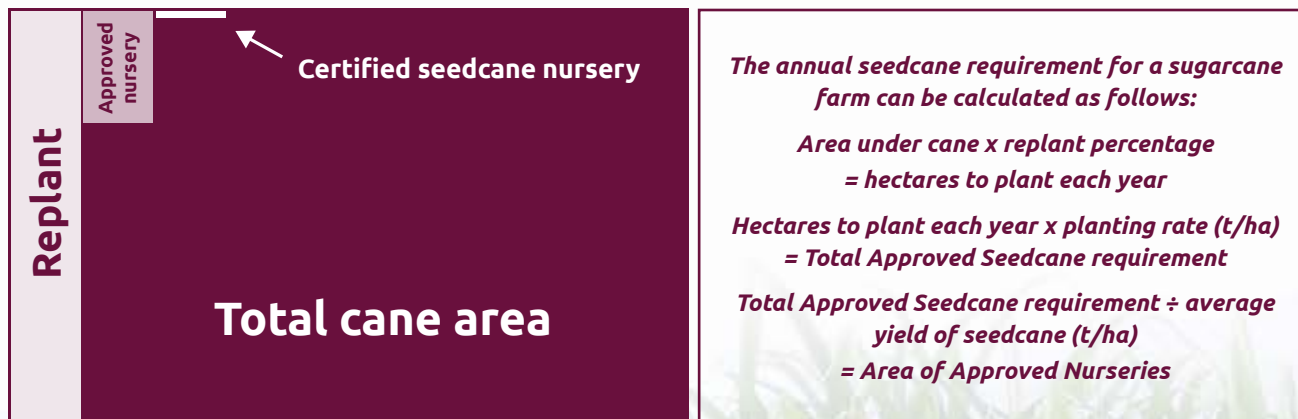 Replant
Approved
nursery
Certified seedcane nursery
Total cane area
The annual seedcane requirement for a sugarcane
farm can be calculated as follows:
Area under cane x replant percentage
= hectares to plant each year
Hectares to plant each year x planting rate (t/ha)
= Total Approved Seedcane requirement
Total Approved Seedcane requirement ÷ average
yield of seedcane (t/ha)
= Area of Approved Nurseries